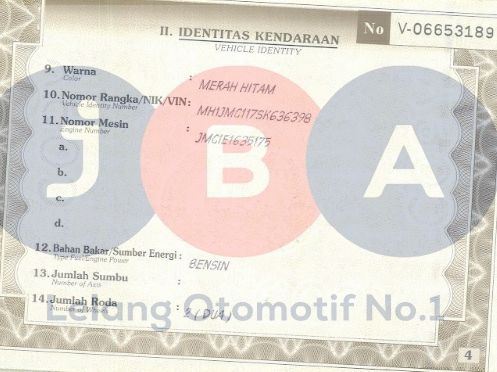 No V-06653189
II. IDENTITAS KENDARAAN
VEHICLE IDENTITY
9. Warna : MERAH HITAM
Color
10. Nomor Rangka/NIK/VIN : MH1JMC117SK636398
Vehicle Identity Number
11. Nomor Mesin : JMC1E1635175
Engine Number
a.
b.
c.
d.
12. Bahan Bakar/Sumber Energi : BENSIN
Type Fuel/Engine Power
13. Jumlah Sumbu :
Number of Axis
14. Jumlah Roda : 2 (DUA)
Number of Wheels
J B A
Lelang Otomotif No.1
4